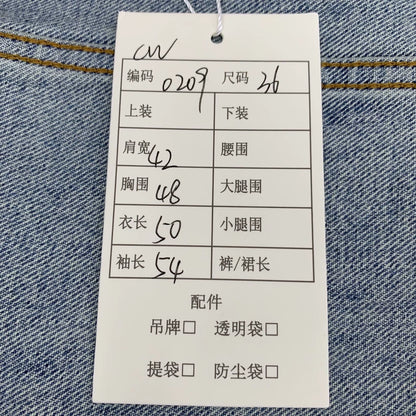 CW
编码 0209 尺码 36
上装 下装
肩宽 42 腰围
胸围 48 大腿围
衣长 50 小腿围
袖长 54 裤/裙长
配件
吊牌□ 透明袋□
提袋□ 防尘袋□